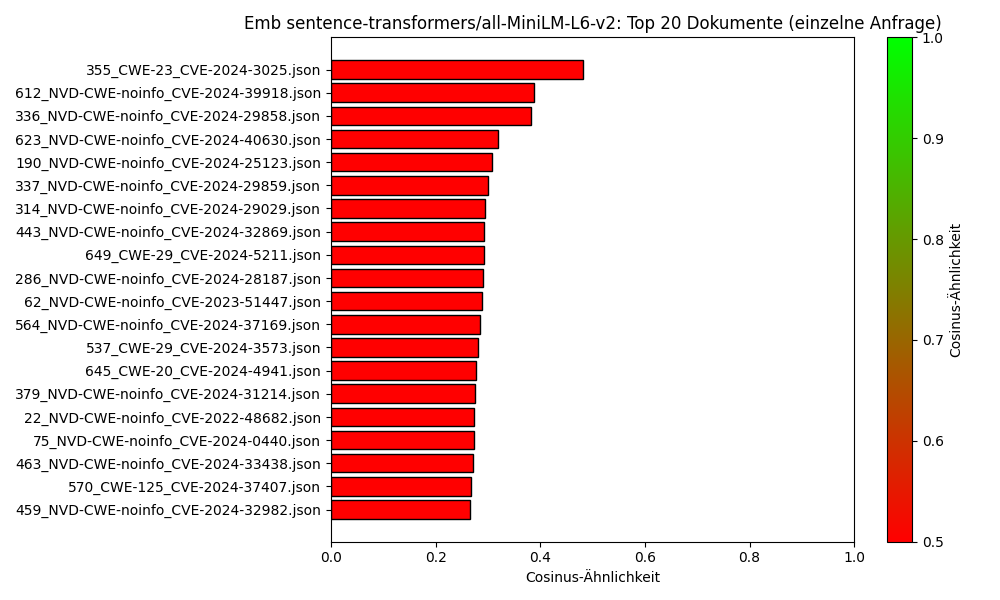 Emb sentence-transformers/all-MiniLM-L6-v2: Top 20 Dokumente (einzelne Anfrage)
355_CWE-23_CVE-2024-3025.json
612_NVD-CWE-noinfo_CVE-2024-39918.json
336_NVD-CWE-noinfo_CVE-2024-29858.json
623_NVD-CWE-noinfo_CVE-2024-40630.json
190_NVD-CWE-noinfo_CVE-2024-25123.json
337_NVD-CWE-noinfo_CVE-2024-29859.json
314_NVD-CWE-noinfo_CVE-2024-29029.json
443_NVD-CWE-noinfo_CVE-2024-32869.json
649_CWE-29_CVE-2024-5211.json
286_NVD-CWE-noinfo_CVE-2024-28187.json
62_NVD-CWE-noinfo_CVE-2023-51447.json
564_NVD-CWE-noinfo_CVE-2024-37169.json
537_CWE-29_CVE-2024-3573.json
645_CWE-20_CVE-2024-4941.json
379_NVD-CWE-noinfo_CVE-2024-31214.json
22_NVD-CWE-noinfo_CVE-2022-48682.json
75_NVD-CWE-noinfo_CVE-2024-0440.json
463_NVD-CWE-noinfo_CVE-2024-33438.json
570_CWE-125_CVE-2024-37407.json
459_NVD-CWE-noinfo_CVE-2024-32982.json
0.0 0.2 0.4 0.6 0.8 1.0
Cosinus-Ähnlichkeit
1.0
0.9
0.8
0.7
0.6
0.5
Cosinus-Ähnlichkeit